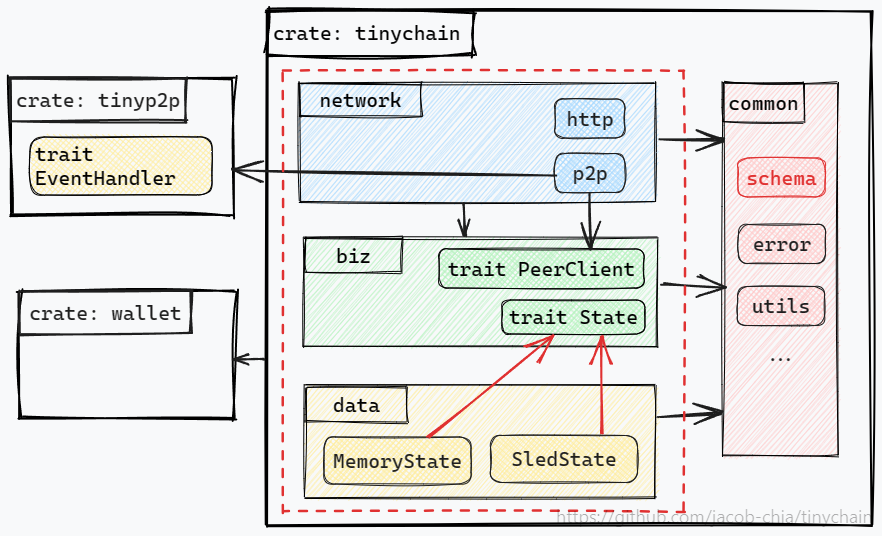 crate: tinychain
crate: tinyp2p
trait
EventHandler
crate: wallet
network
http
p2p
biz
trait PeerClient
trait State
data
MemoryState
SledState
common
schema
error
utils
...
https://github.com/jacob-chia/tinychain